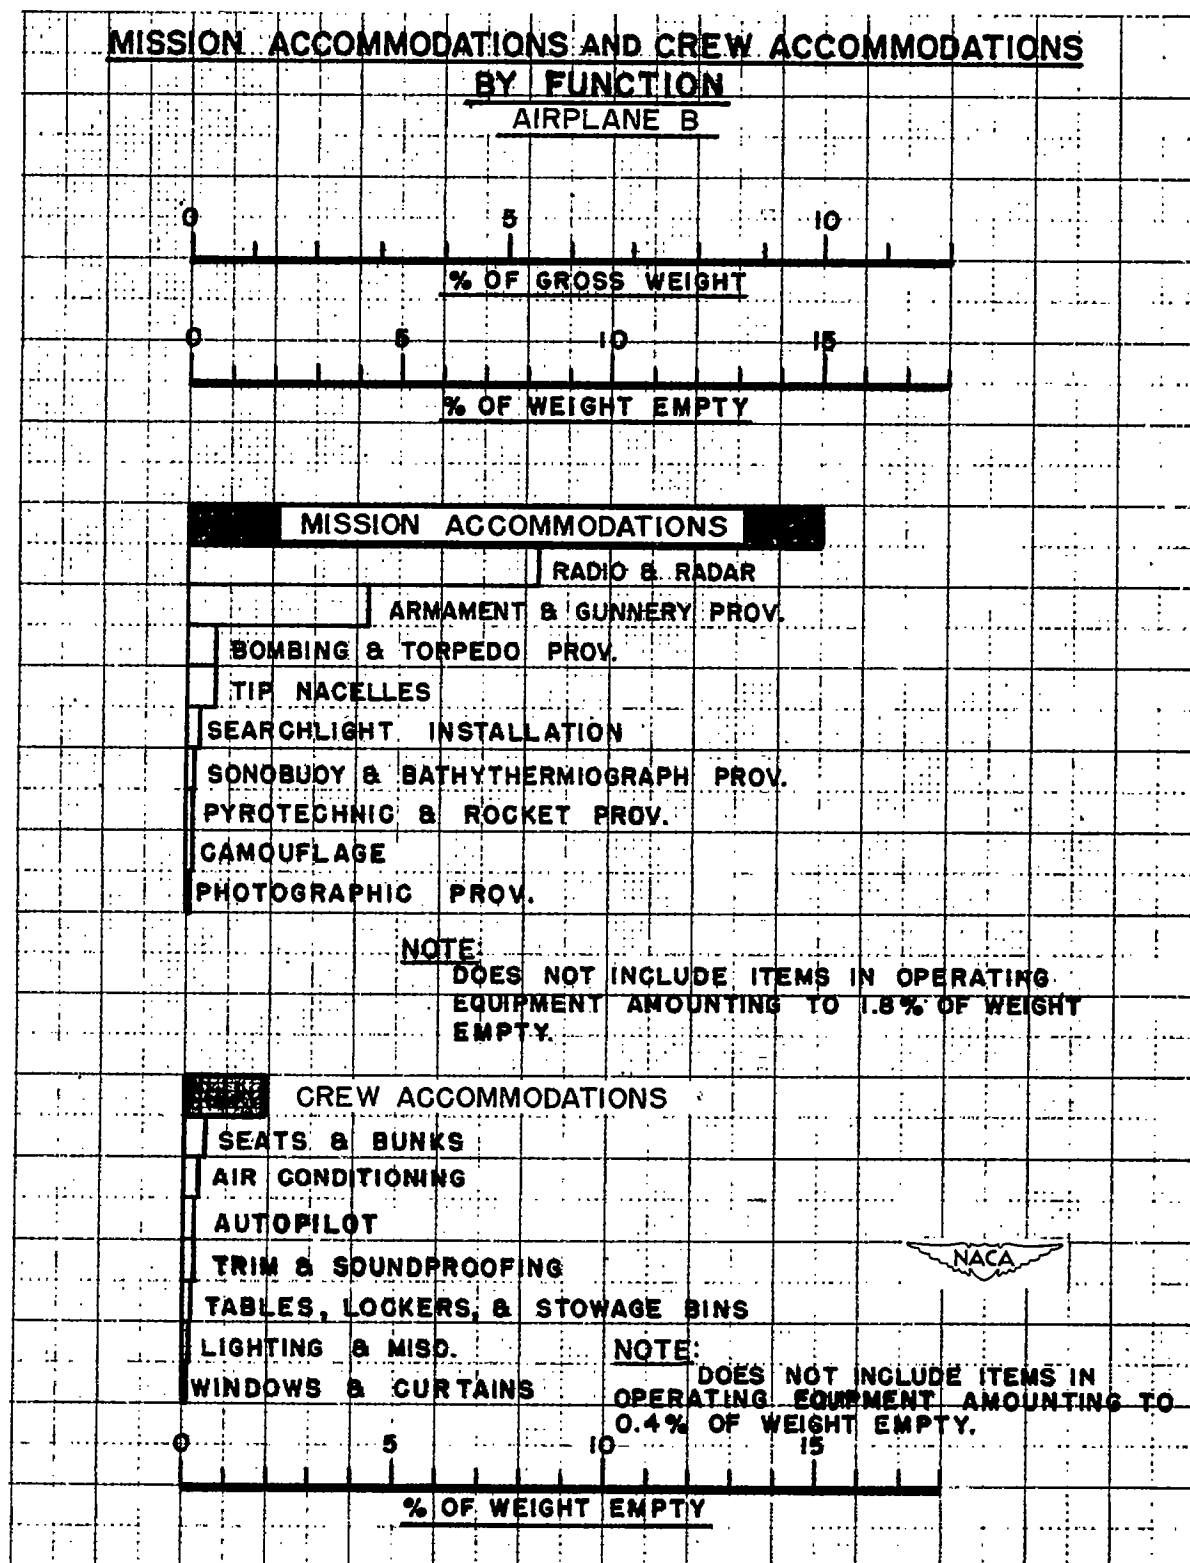 MISSION ACCOMMODATIONS AND CREW ACCOMMODATIONS
BY FUNCTION
AIRPLANE B
0 5 10
% OF GROSS WEIGHT
0 5 10 15
% OF WEIGHT EMPTY
MISSION ACCOMMODATIONS
RADIO & RADAR
ARMAMENT & GUNNERY PROV.
BOMBING & TORPEDO PROV.
TIP NACELLES
SEARCHLIGHT INSTALLATION
SONOBUOY & BATHYTHERMIOGRAPH PROV.
PYROTECHNIC & ROCKET PROV.
CAMOUFLAGE
PHOTOGRAPHIC PROV.
NOTE:
DOES NOT INCLUDE ITEMS IN OPERATING
EQUIPMENT AMOUNTING TO 1.8% OF WEIGHT
EMPTY.
CREW ACCOMMODATIONS
SEATS & BUNKS
AIR CONDITIONING
AUTOPILOT
NACA
TRIM & SOUNDPROOFING
TABLES, LOCKERS, & STOWAGE BINS
LIGHTING & MISC.
WINDOWS & CURTAINS
NOTE:
DOES NOT INCLUDE ITEMS IN
OPERATING EQUIPMENT AMOUNTING TO
0.4% OF WEIGHT EMPTY.
0 5 10 15
% OF WEIGHT EMPTY